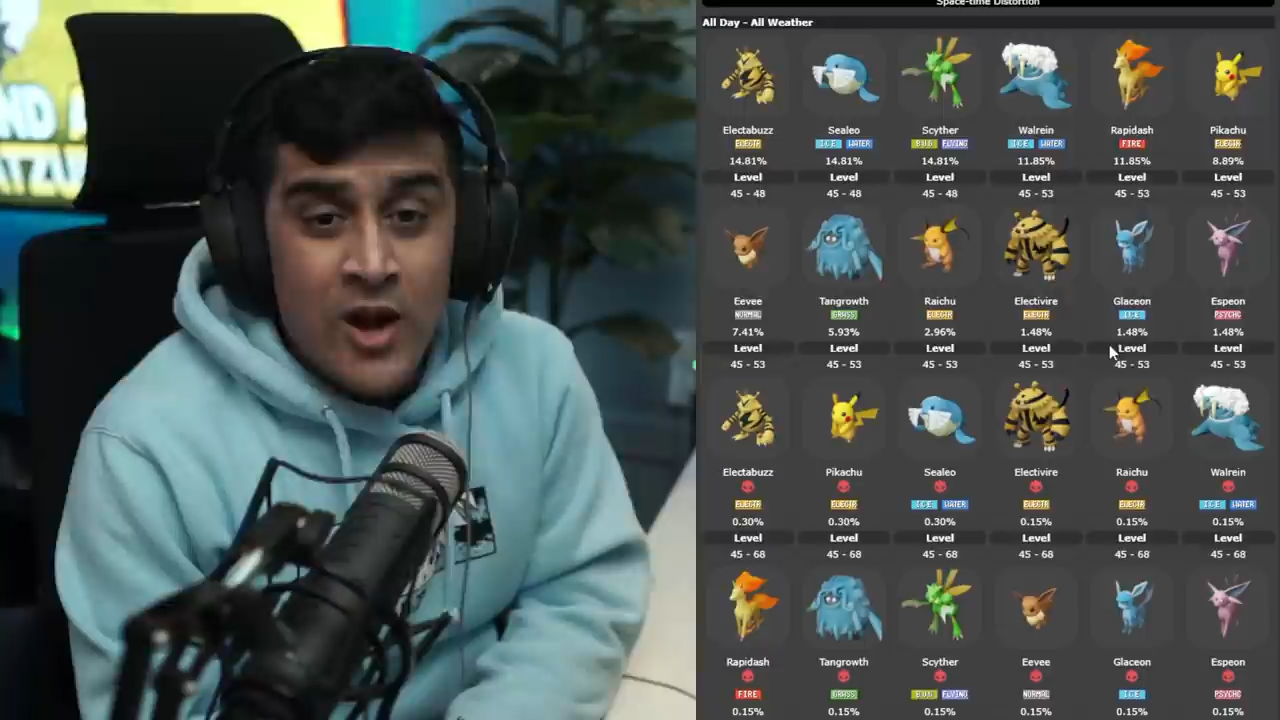 ND
ATZA
Space-time Distortion
All Day - All Weather
Electabuzz Sealeo Scyther Walrein Rapidash Pikachu
ELECTR ICE WATER BUG FLYING ICE WATER FIRE ELECTR
14.81% 14.81% 14.81% 11.85% 11.85% 8.89%
Level Level Level Level Level Level
45 - 48 45 - 48 45 - 48 45 - 53 45 - 53 45 - 53
Eevee Tangrowth Raichu Electivire Glaceon Espeon
NORMAL GRASS ELECTR ELECTR ICE PSYCHC
7.41% 5.93% 2.96% 1.48% 1.48% 1.48%
Level Level Level Level Level Level
45 - 53 45 - 53 45 - 53 45 - 53 45 - 53 45 - 53
Electabuzz Pikachu Sealeo Electivire Raichu Walrein
ELECTR ELECTR ICE WATER ELECTR ELECTR ICE WATER
0.30% 0.30% 0.30% 0.15% 0.15% 0.15%
Level Level Level Level Level Level
45 - 68 45 - 68 45 - 68 45 - 68 45 - 68 45 - 68
Rapidash Tangrowth Scyther Eevee Glaceon Espeon
FIRE GRASS BUG FLYING NORMAL ICE PSYCHC
0.15% 0.15% 0.15% 0.15% 0.15% 0.15%